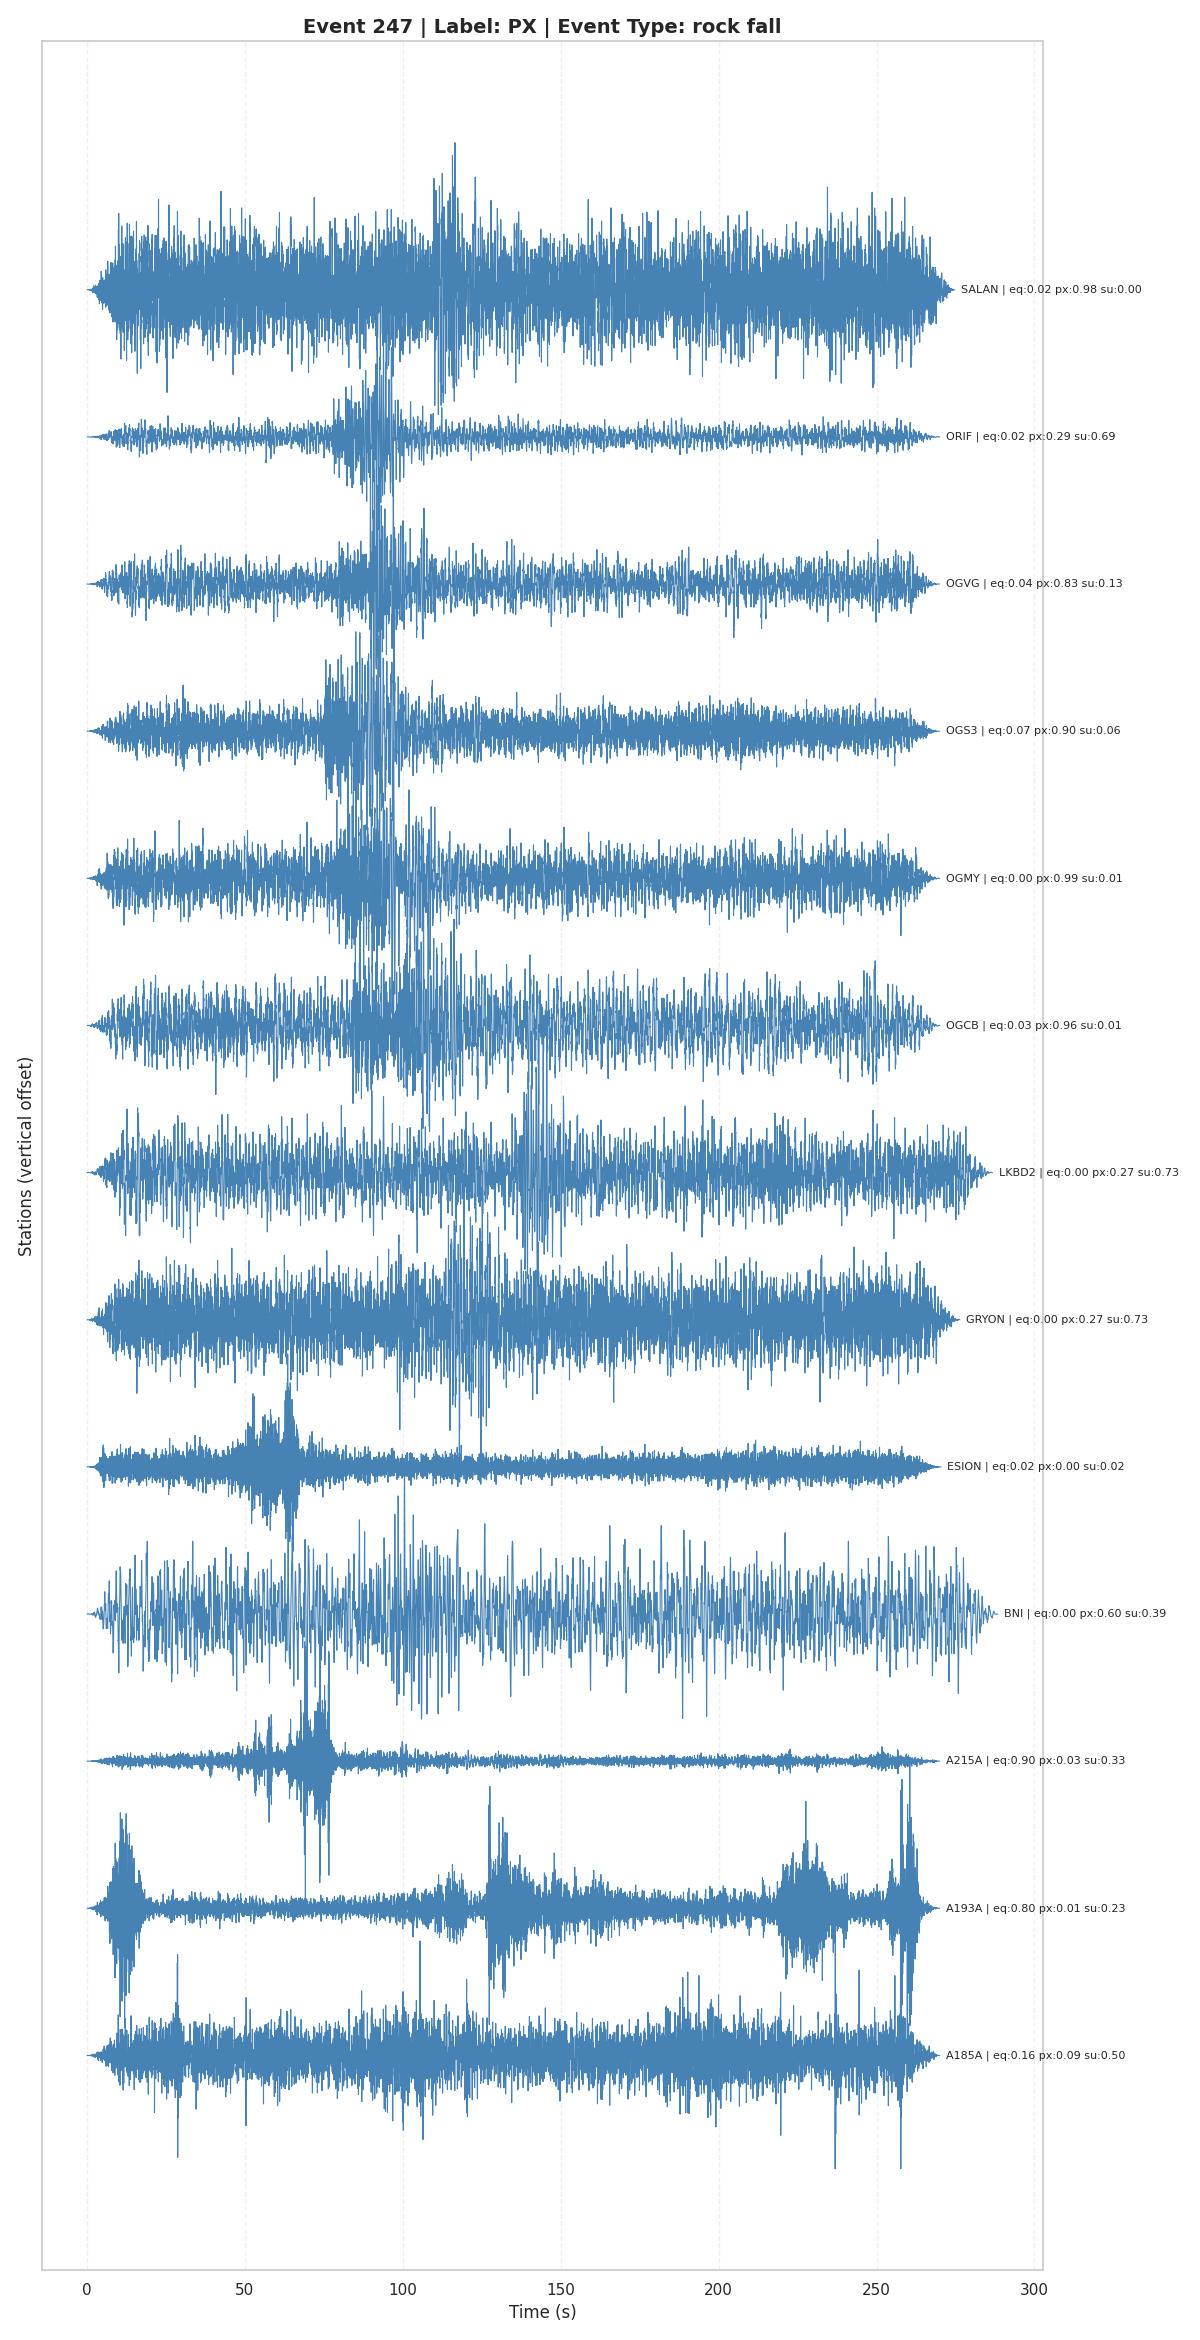 Event 247 | Label: PX | Event Type: rock fall
SALAN | eq:0.02 px:0.98 su:0.00
ORIF | eq:0.02 px:0.29 su:0.69
OGVG | eq:0.04 px:0.83 su:0.13
OGS3 | eq:0.07 px:0.90 su:0.06
OGMY | eq:0.00 px:0.99 su:0.01
OGCB | eq:0.03 px:0.96 su:0.01
LKBD2 | eq:0.00 px:0.27 su:0.73
GRYON | eq:0.00 px:0.27 su:0.73
ESION | eq:0.02 px:0.00 su:0.02
BNI | eq:0.00 px:0.60 su:0.39
A215A | eq:0.90 px:0.03 su:0.33
A193A | eq:0.80 px:0.01 su:0.23
A185A | eq:0.16 px:0.09 su:0.50
Stations (vertical offset)
0 50 100 150 200 250 300
Time (s)